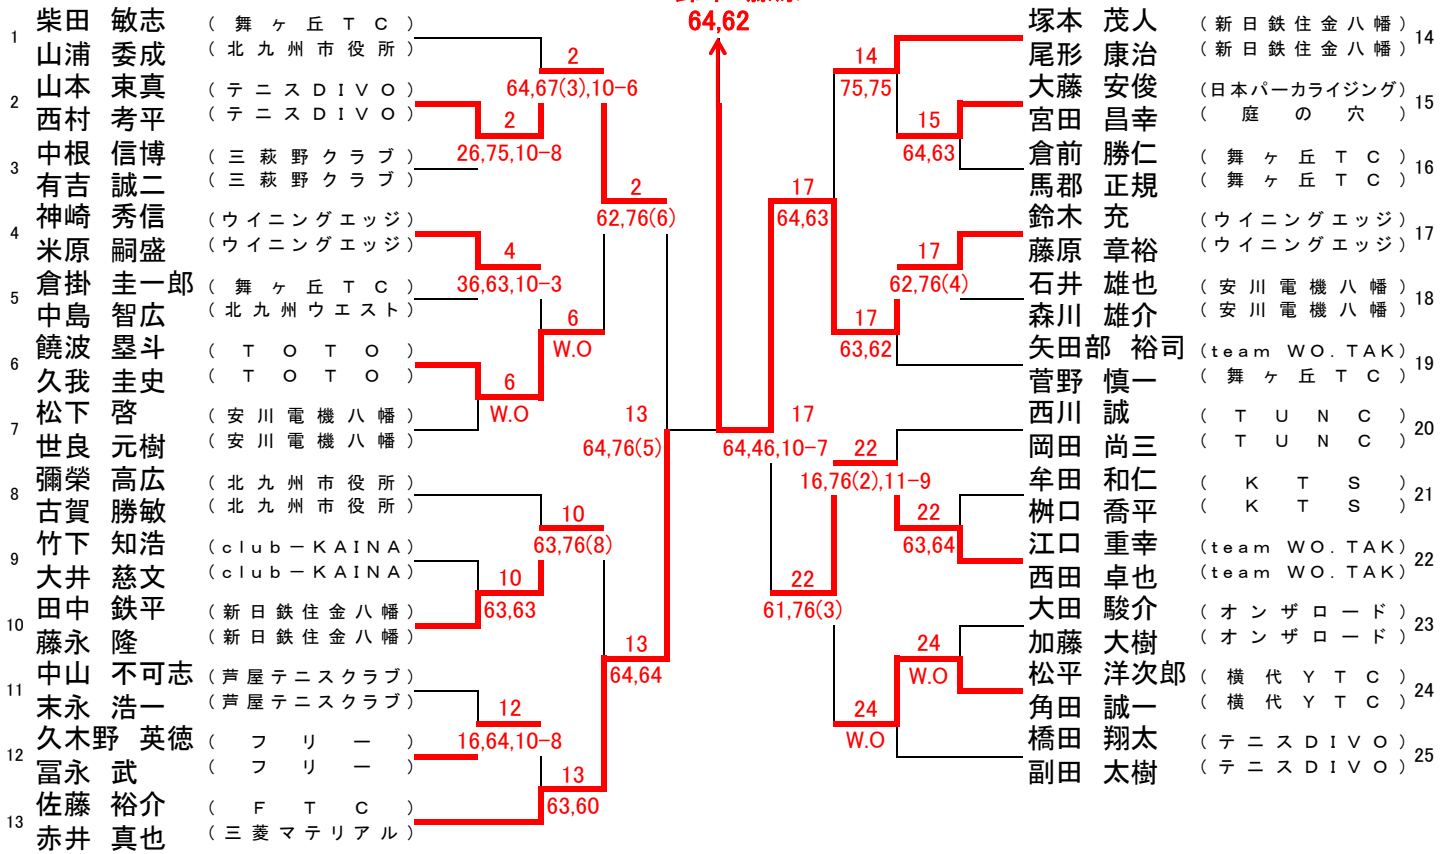 64,62
1 柴田 敏志 (舞ヶ丘TC)
山浦 委成 (北九州市役所)
2 山本 束真 (テニスDIVO)
西村 考平 (テニスDIVO)
3 中根 信博 (三萩野クラブ)
有吉 誠二 (三萩野クラブ)
4 神崎 秀信 (ウイニングエッジ)
米原 嗣盛 (ウイニングエッジ)
5 倉掛 圭一郎 (舞ヶ丘TC)
中島 智広 (北九州ウエスト)
6 饒波 塁斗 (TOTO)
久我 圭史 (TOTO)
7 松下 啓 (安川電機八幡)
世良 元樹 (安川電機八幡)
8 彌榮 高広 (北九州市役所)
古賀 勝敏 (北九州市役所)
9 竹下 知浩 (club-KAINA)
大井 慈文 (club-KAINA)
10 田中 鉄平 (新日鉄住金八幡)
藤永 隆 (新日鉄住金八幡)
11 中山 不可志 (芦屋テニスクラブ)
末永 浩一 (芦屋テニスクラブ)
12 久木野 英徳 (フリー)
冨永 武 (フリー)
13 佐藤 裕介 (FTC)
赤井 真也 (三菱マテリアル)
2
64,67(3),10-6
2
26,75,10-8
2
62,76(6)
4
36,63,10-3
6
W.O
6
W.O
13
64,76(5)
10
63,76(8)
10
63,63
13
64,64
12
16,64,10-8
13
63,60
14
75,75
15
64,63
17
64,63
17
62,76(4)
17
63,62
17
64,46,10-7
22
16,76(2),11-9
22
63,64
22
61,76(3)
24
W.O
24
W.O
塚本 茂人 (新日鉄住金八幡) 14
尾形 康治 (新日鉄住金八幡)
大藤 安俊 (日本パーカライジング) 15
宮田 昌幸 (庭の穴)
倉前 勝仁 (舞ヶ丘TC) 16
馬郡 正規 (舞ヶ丘TC)
鈴木 充 (ウイニングエッジ) 17
藤原 章裕 (ウイニングエッジ)
石井 雄也 (安川電機八幡) 18
森川 雄介 (安川電機八幡)
矢田部 裕司 (team WO.TAK) 19
菅野 慎一 (舞ヶ丘TC)
西川 誠 (TUNC) 20
岡田 尚三 (TUNC)
牟田 和仁 (KTS) 21
桝口 喬平 (KTS)
江口 重幸 (team WO.TAK) 22
西田 卓也 (team WO.TAK)
大田 駿介 (オンザロード) 23
加藤 大樹 (オンザロード)
松平 洋次郎 (横代YTC) 24
角田 誠一 (横代YTC)
橋田 翔太 (テニスDIVO) 25
副田 太樹 (テニスDIVO)